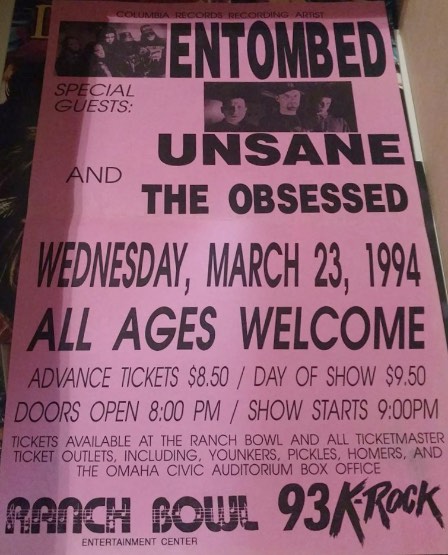 COLUMBIA RECORDS RECORDING ARTIST
ENTOMBED
SPECIAL
GUESTS:
UNSANE
AND
THE OBSESSED
WEDNESDAY, MARCH 23, 1994
ALL AGES WELCOME
ADVANCE TICKETS $8.50 / DAY OF SHOW $9.50
DOORS OPEN 8:00 PM / SHOW STARTS 9:00PM
TICKETS AVAILABLE AT THE RANCH BOWL AND ALL TICKETMASTER
TICKET OUTLETS, INCLUDING, YOUNKERS, PICKLES, HOMERS, AND
THE OMAHA CIVIC AUDITORIUM BOX OFFICE
RANCH BOWL
ENTERTAINMENT CENTER
93 K-ROCK